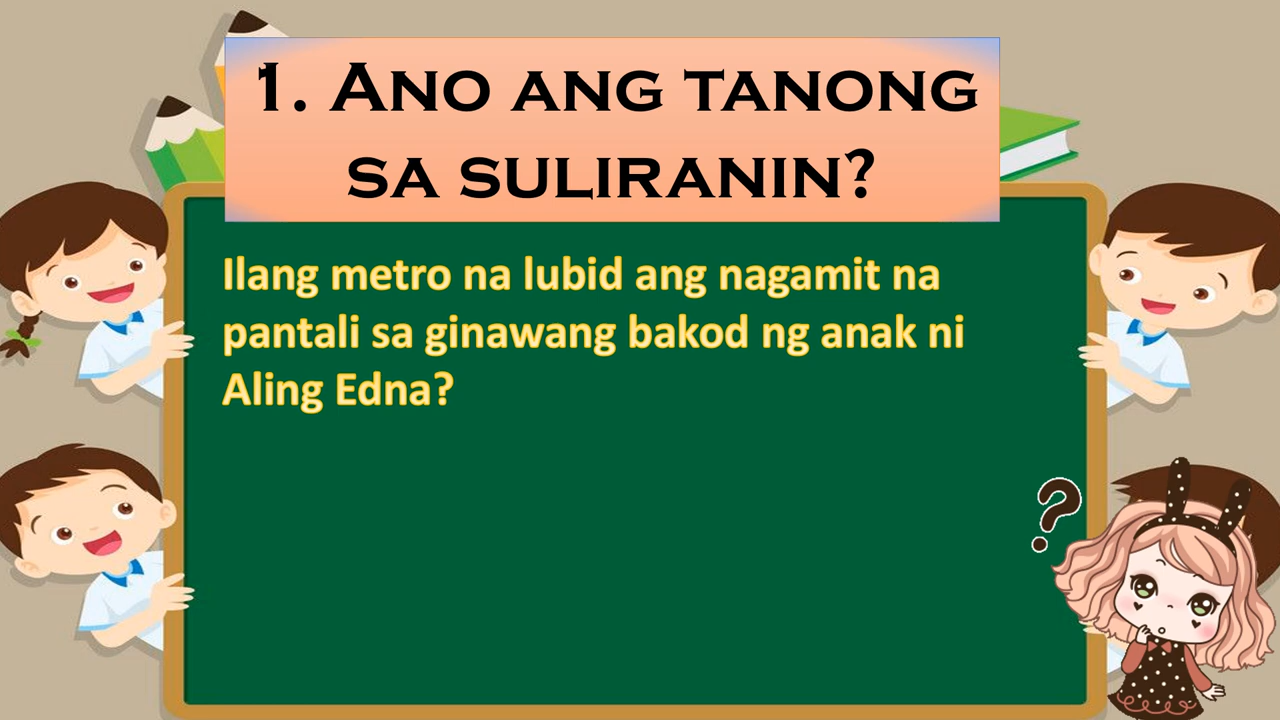 1. Ano ang tanong
sa suliranin?
Ilang metro na lubid ang nagamit na
pantali sa ginawang bakod ng anak ni
Aling Edna?
?